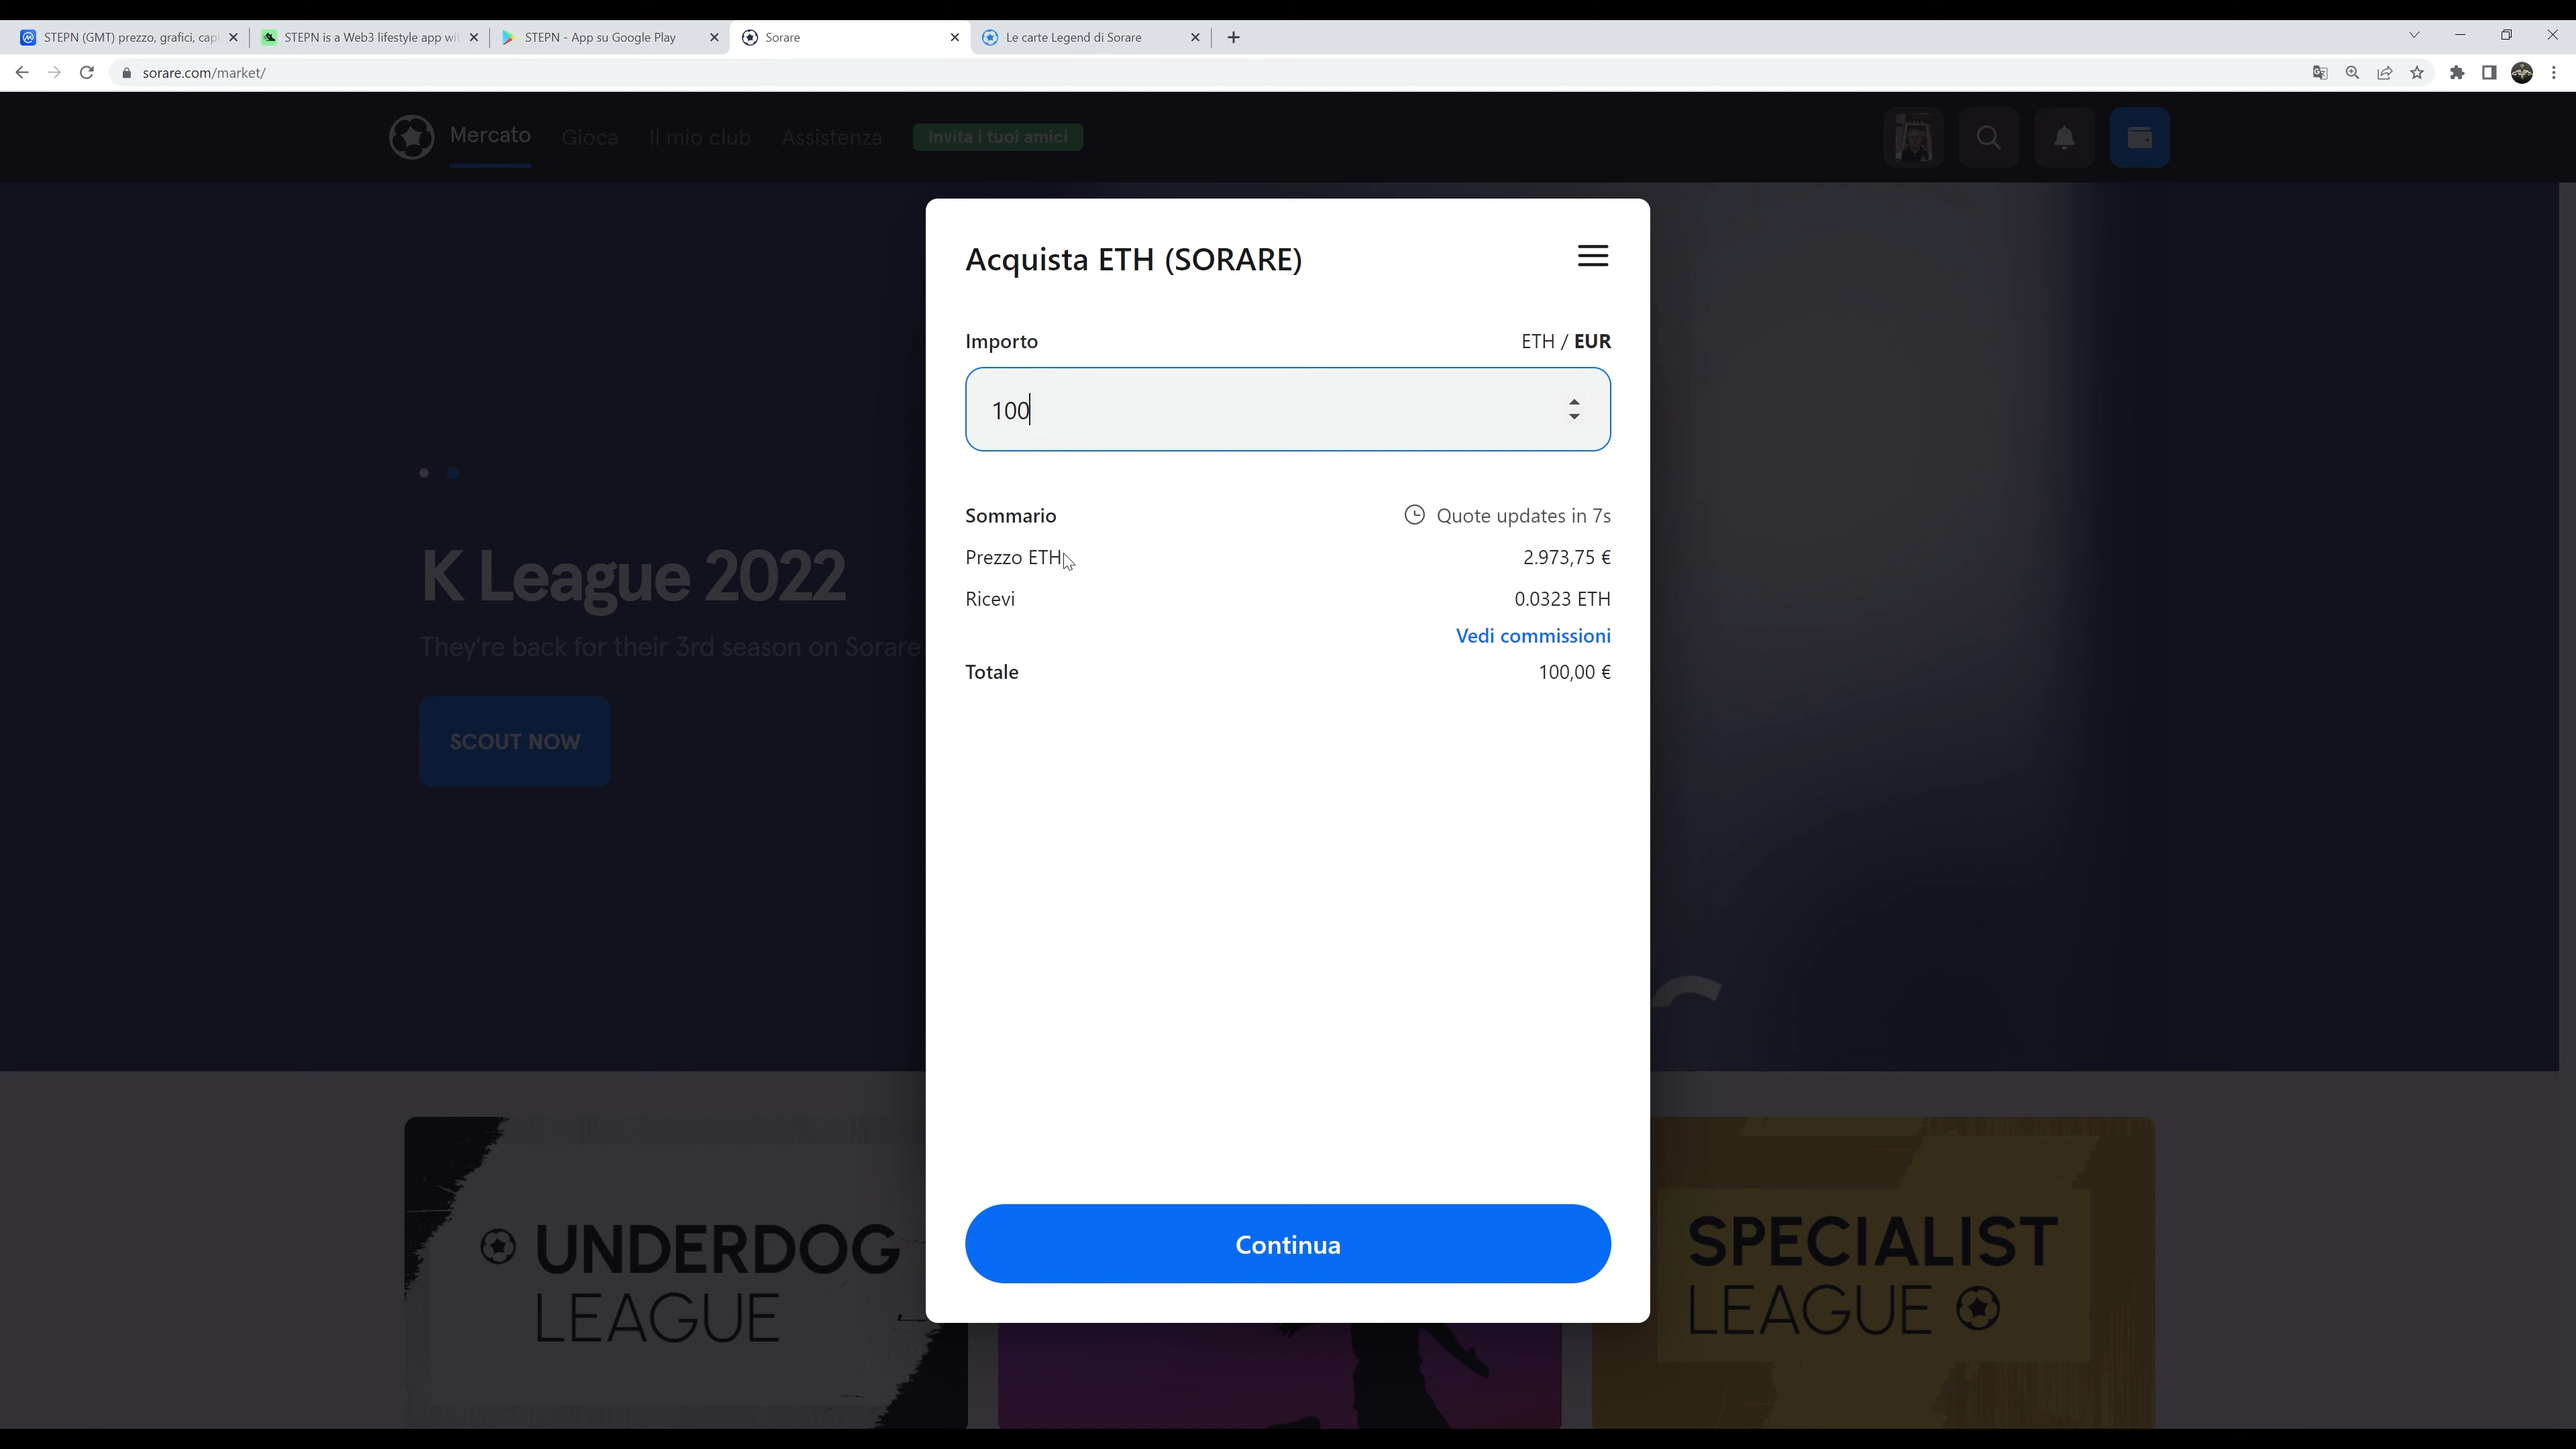 STEPN (GMT) prezzo, grafici, cap
STEPN is a Web3 lifestyle app wit
STEPN - App su Google Play
Sorare
Le carte Legend di Sorare
sorare.com/market/
Mercato
Gioca
Il mio club
Assistenza
Invita i tuoi amici
Acquista ETH (SORARE)
Importo
ETH / EUR
100
Sommario
Quote updates in 7s
Prezzo ETH
2.973,75 €
Ricevi
0.0323 ETH
Vedi commissioni
Totale
100,00 €
Continua
K League 2022
They're back for their 3rd season on Sorare
SCOUT NOW
UNDERDOG
LEAGUE
SPECIALIST
LEAGUE